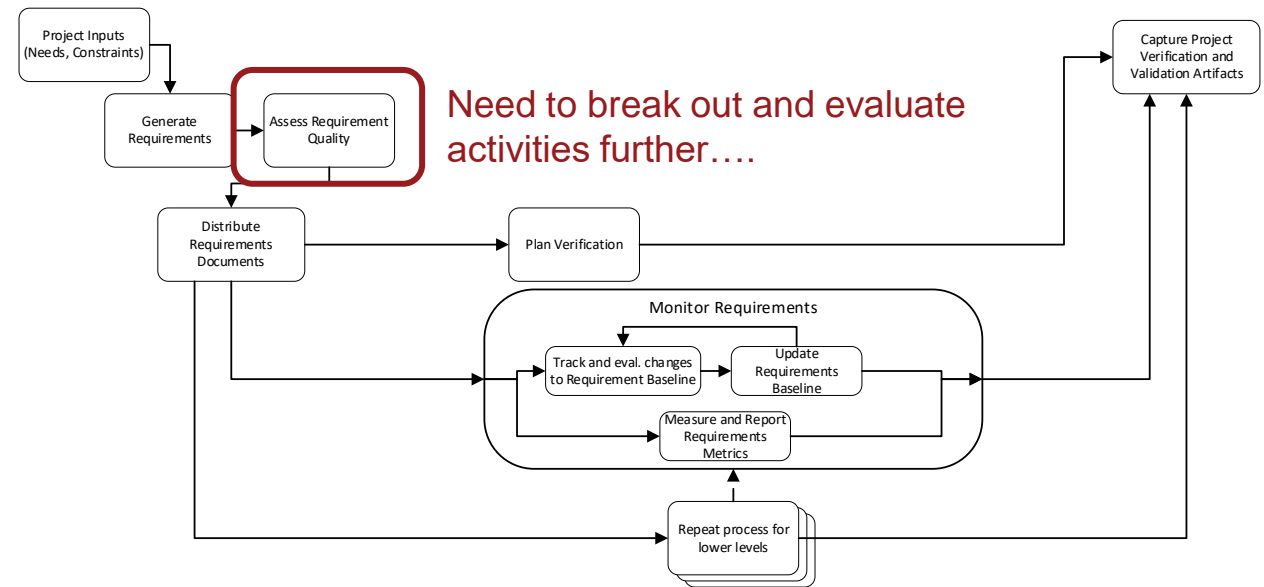 Project Inputs
(Needs, Constraints)
Capture Project
Verification and
Validation Artifacts
Generate
Requirements
Assess Requirement
Quality
Need to break out and evaluate
activities further….
Distribute
Requirements
Documents
Plan Verification
Monitor Requirements
Track and eval. changes
to Requirement Baseline
Update
Requirements
Baseline
Measure and Report
Requirements
Metrics
Repeat process for
lower levels